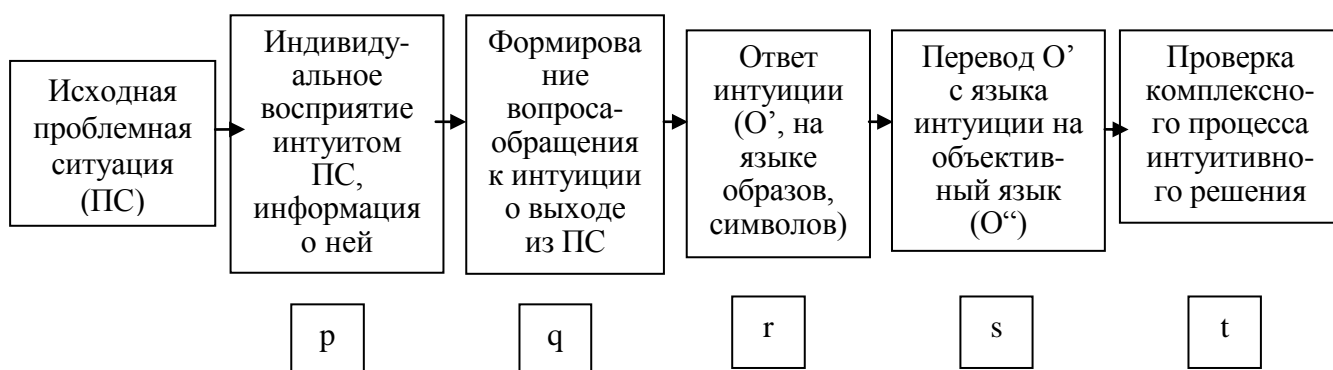 Исходная
проблемная
ситуация
(ПС)
Индивиду-
альное
восприятие
интуитом
ПС,
информация
о ней
Формирова
ние
вопроса-
обращения
к интуиции
о выходе
из ПС
Ответ
интуиции
(О’, на
языке
образов,
символов)
Перевод О’
с языка
интуиции на
объектив-
ный язык
(О“)
Проверка
комплексно-
го процесса
интуитивно-
го решения
p
q
r
s
t